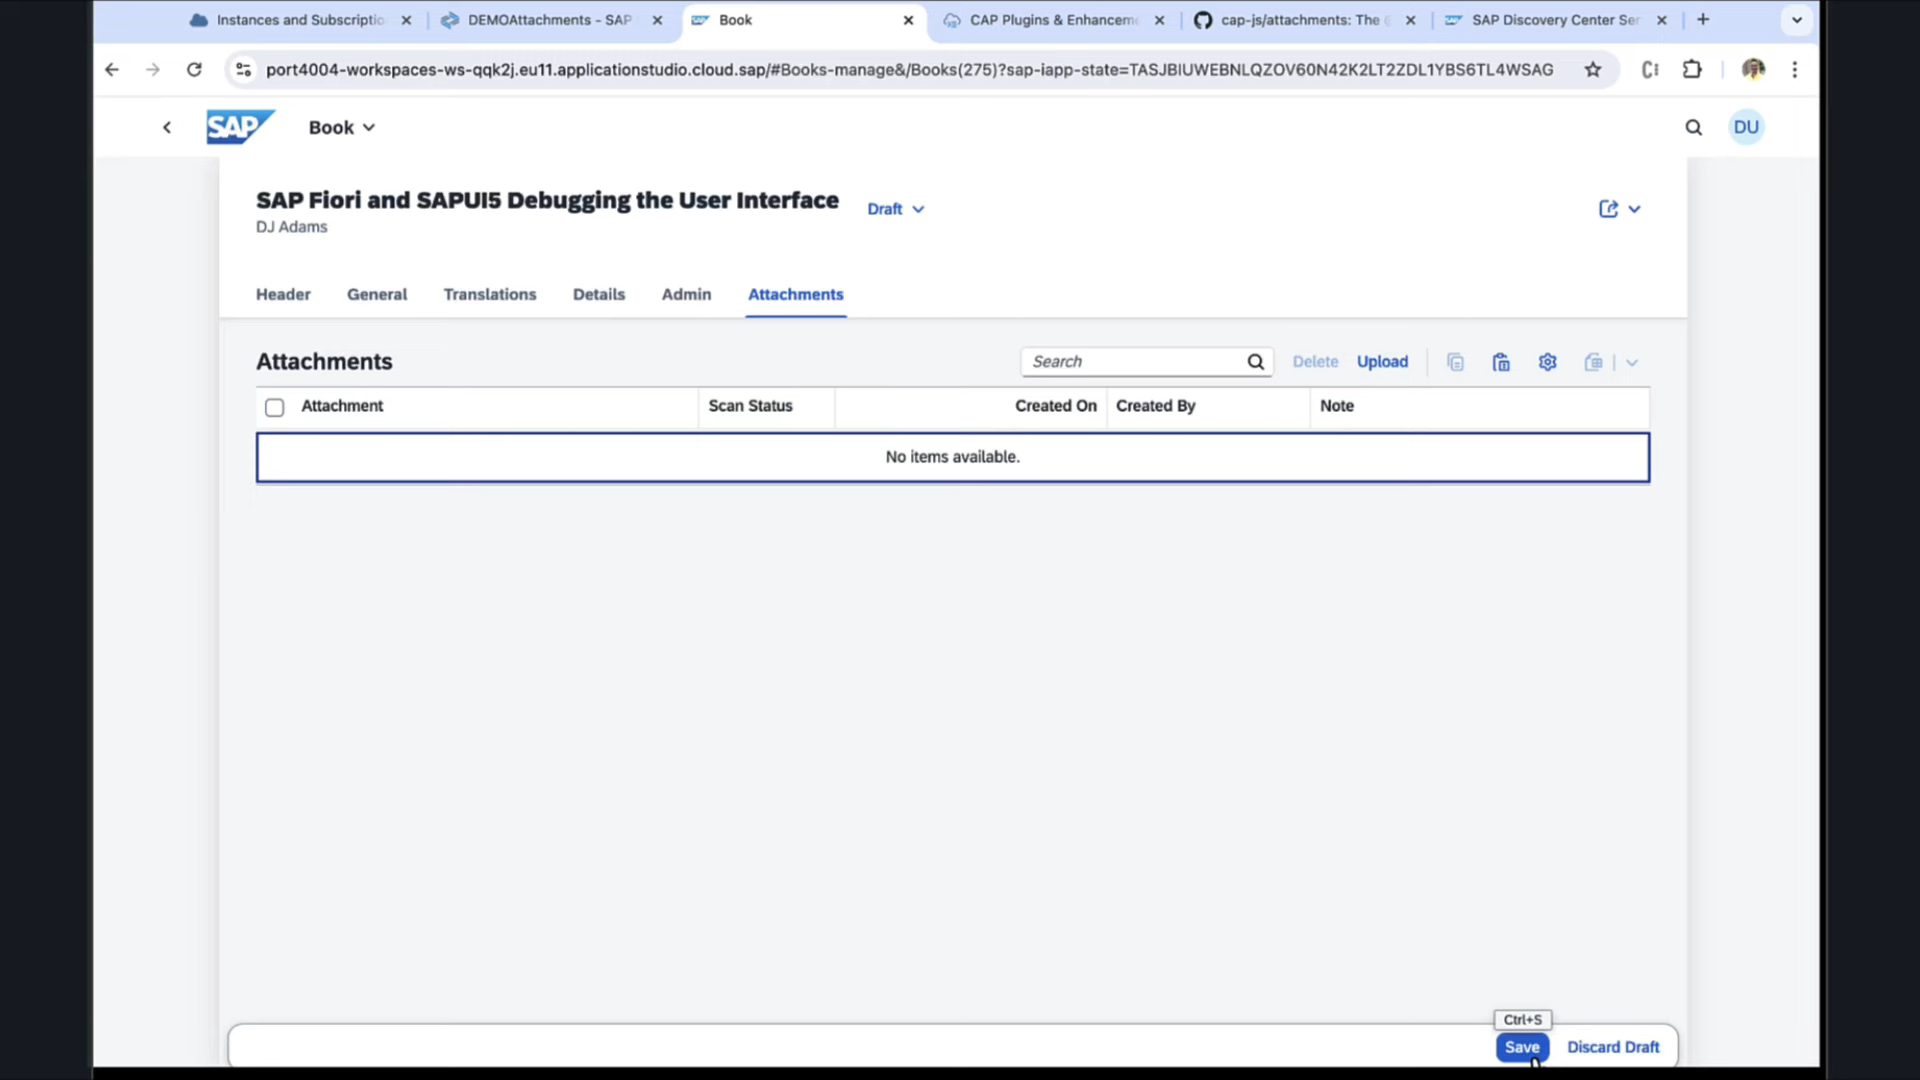 Instances and Subscriptio
DEMOAttachments - SAP
Book
CAP Plugins & Enhancem
cap-js/attachments: The
SAP Discovery Center Ser
port4004-workspaces-ws-qqk2j.eu11.applicationstudio.cloud.sap/#Books-manage&/Books(275)?sap-iapp-state=TASJBIUWEBNLQZOV60N42K2LT2ZDL1YBS6TL4WSAG
SAP
Book
DU
SAP Fiori and SAPUI5 Debugging the User Interface
Draft
DJ Adams
Header
General
Translations
Details
Admin
Attachments
Attachments
Search
Delete
Upload
Attachment
Scan Status
Created On
Created By
Note
No items available.
Ctrl+S
Save
Discard Draft